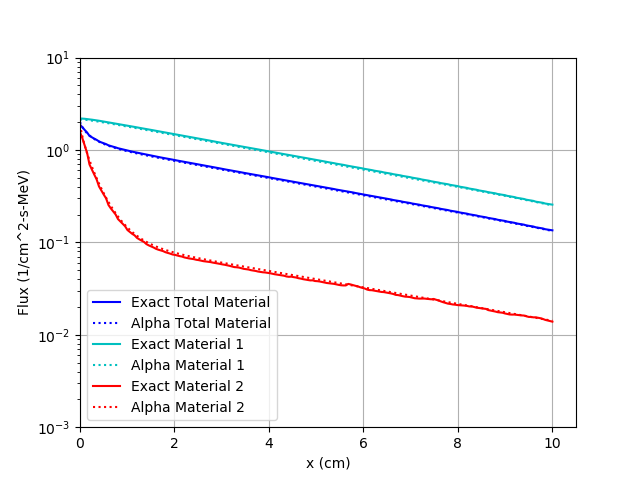 10^1
10^0
10^−1
10^−2
10^−3
Flux (1/cm^2-s-MeV)
Exact Total Material
Alpha Total Material
Exact Material 1
Alpha Material 1
Exact Material 2
Alpha Material 2
0 2 4 6 8 10
x (cm)